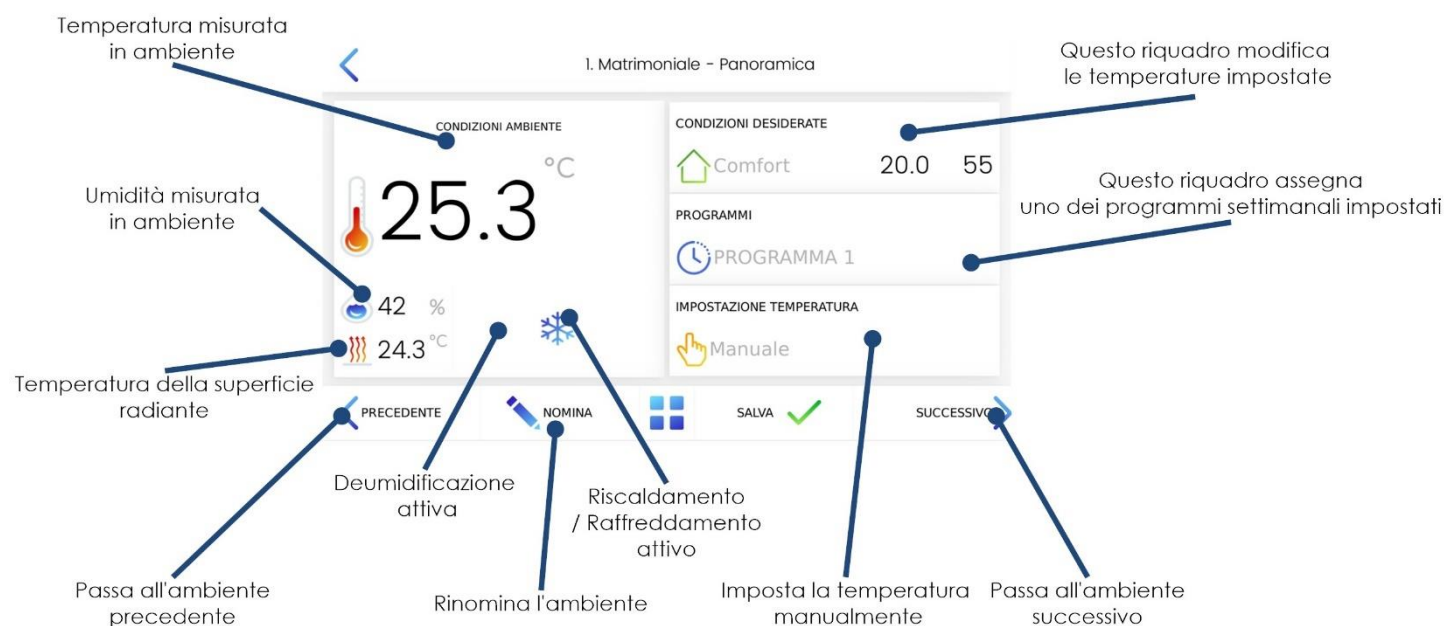 Temperatura misurata
in ambiente
Questo riquadro modifica
le temperature impostate
1. Matrimoniale - Panoramica
CONDIZIONI AMBIENTE
°C
25.3
CONDIZIONI DESIDERATE
Comfort 20.0 55
Umidità misurata
in ambiente
Questo riquadro assegna
uno dei programmi settimanali impostati
PROGRAMMI
PROGRAMMA 1
42 %
24.3 °C
IMPOSTAZIONE TEMPERATURA
Manuale
Temperatura della superficie
radiante
PRECEDENTE
NOMINA
SALVA
SUCCESSIVO
Deumidificazione
attiva
Riscaldamento
/ Raffreddamento
attivo
Passa all'ambiente
precedente
Rinomina l'ambiente
Imposta la temperatura
manualmente
Passa all'ambiente
successivo